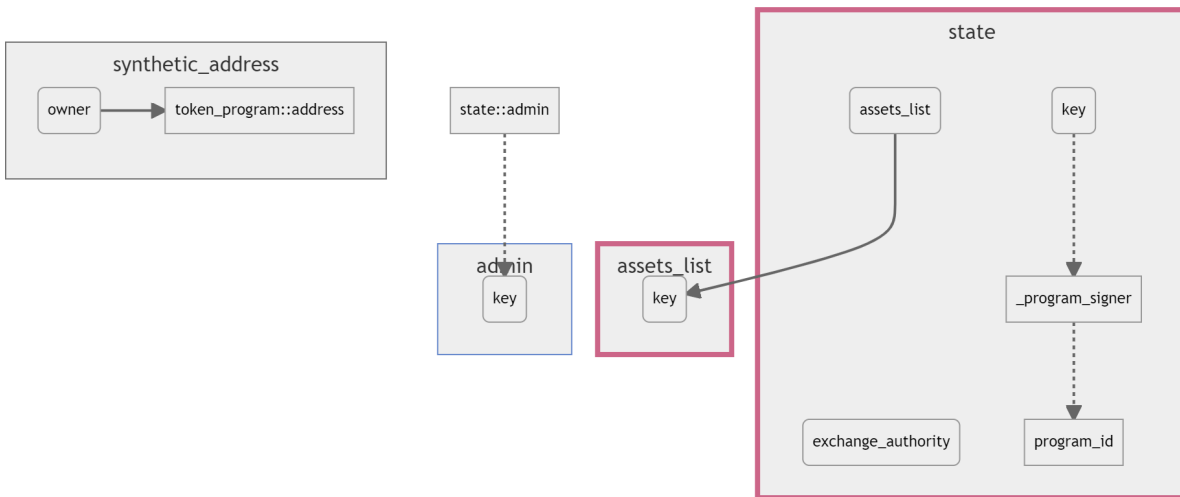 synthetic_address
owner
token_program::address
state::admin
admin
key
assets_list
key
state
assets_list
key
_program_signer
exchange_authority
program_id